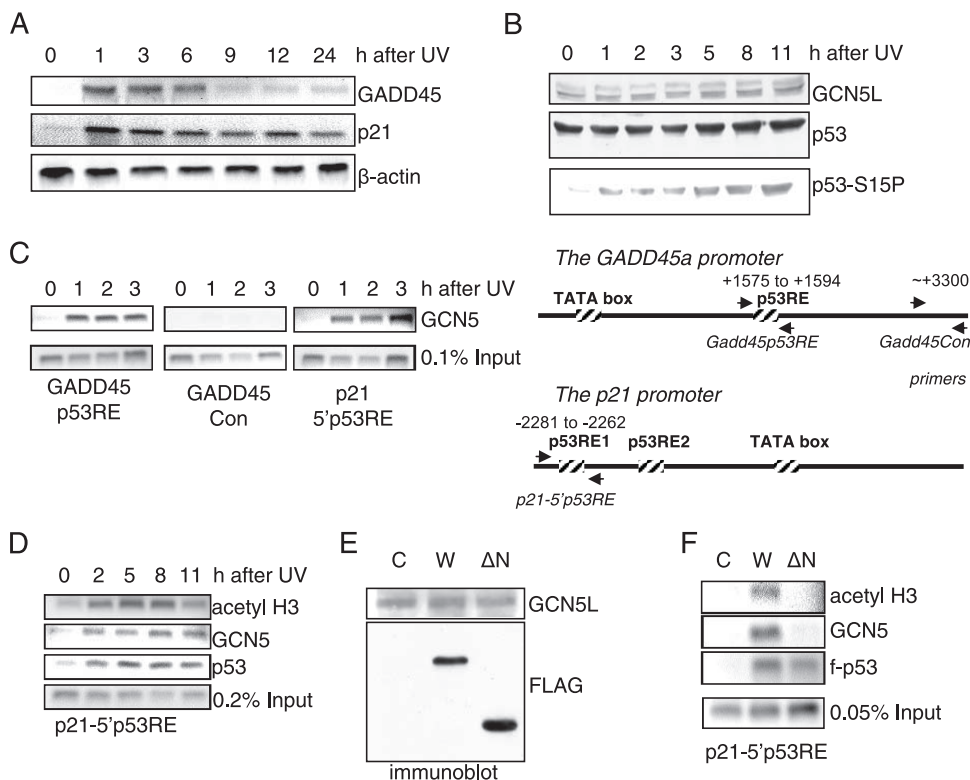 A
0 1 3 6 9 12 24 h after UV
GADD45
p21
β-actin
B
0 1 2 3 5 8 11 h after UV
GCN5L
p53
p53-S15P
C
0 1 2 3 0 1 2 3 0 1 2 3 h after UV
GCN5
0.1% Input
GADD45 p53RE
GADD45 Con
p21 5'p53RE
The GADD45a promoter
+1575 to +1594
~+3300
TATA box
p53RE
Gadd45p53RE
Gadd45Con
primers
The p21 promoter
-2281 to -2262
p53RE1
p53RE2
TATA box
p21-5'p53RE
D
0 2 5 8 11 h after UV
acetyl H3
GCN5
p53
0.2% Input
p21-5'p53RE
E
C W ΔN
GCN5L
FLAG
immunoblot
F
C W ΔN
acetyl H3
GCN5
f-p53
0.05% Input
p21-5'p53RE